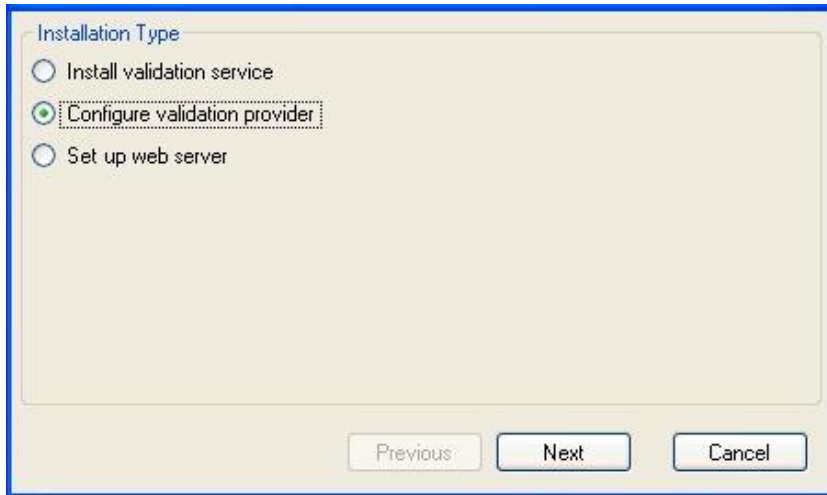 Installation Type
Install validation service
Configure validation provider
Set up web server
Previous Next Cancel